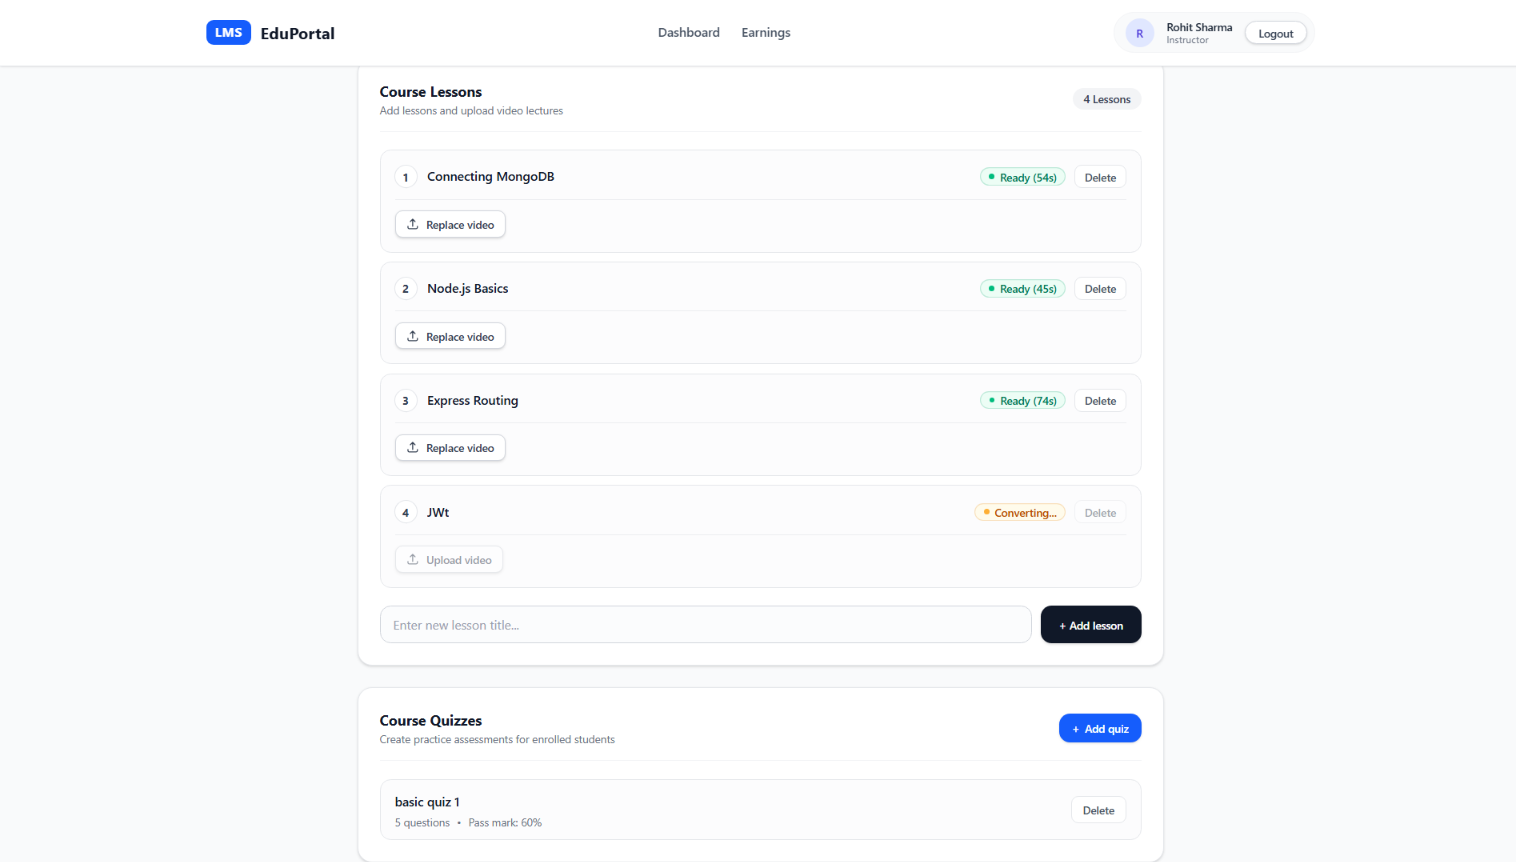 LMS EduPortal Dashboard Earnings R Rohit Sharma Logout
Instructor
Course Lessons
Add lessons and upload video lectures
4 Lessons
1 Connecting MongoDB Ready (54s) Delete
Replace video
2 Node.js Basics Ready (45s) Delete
Replace video
3 Express Routing Ready (74s) Delete
Replace video
4 JWt Converting... Delete
Upload video
Enter new lesson title... + Add lesson
Course Quizzes
Create practice assessments for enrolled students
+ Add quiz
basic quiz 1
5 questions • Pass mark: 60%
Delete